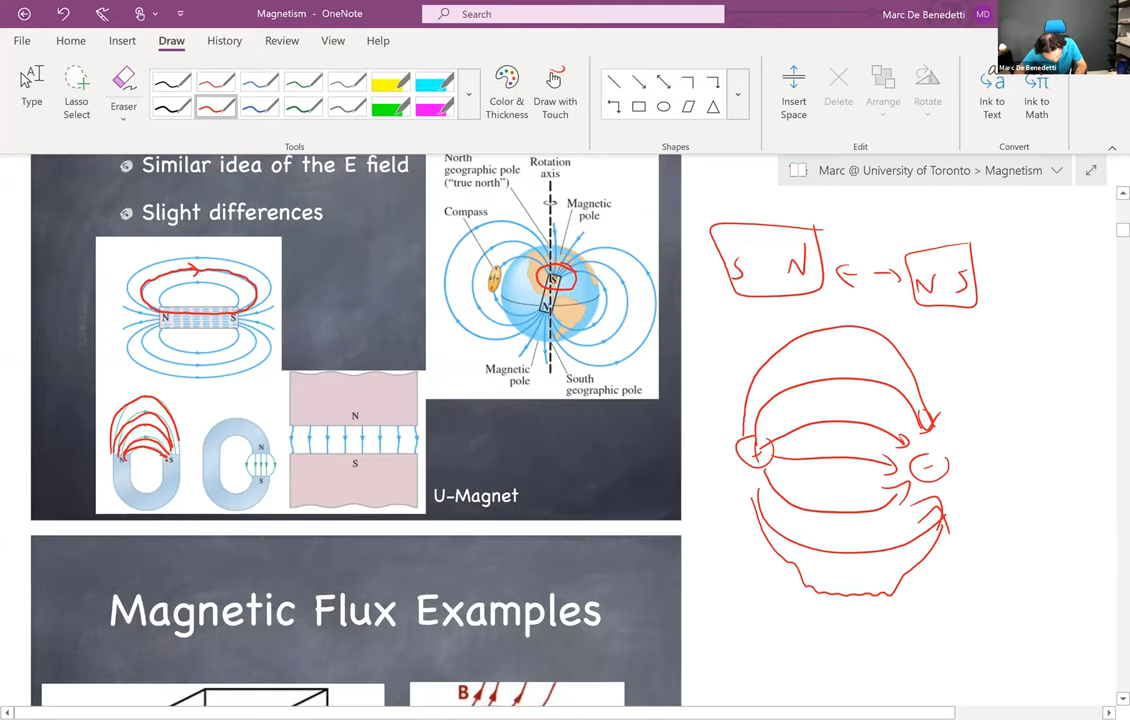 Magnetism - OneNote
Search
Marc De Benedetti
MD
File
Home
Insert
Draw
History
Review
View
Help
Marc De Benedetti
Type
Lasso
Select
Eraser
Color &
Thickness
Draw with
Touch
Insert
Space
Delete
Arrange
Rotate
Ink to
Text
Ink to
Math
Tools
Shapes
Edit
Convert
Marc @ University of Toronto > Magnetism
Similar idea of the E field
Slight differences
North
geographic pole
("true north")
Rotation
axis
Compass
Magnetic
pole
S
N
Magnetic
pole
South
geographic pole
N
S
N
S
N
S
N
S
U-Magnet
S N
N S
+
-
Magnetic Flux Examples
B